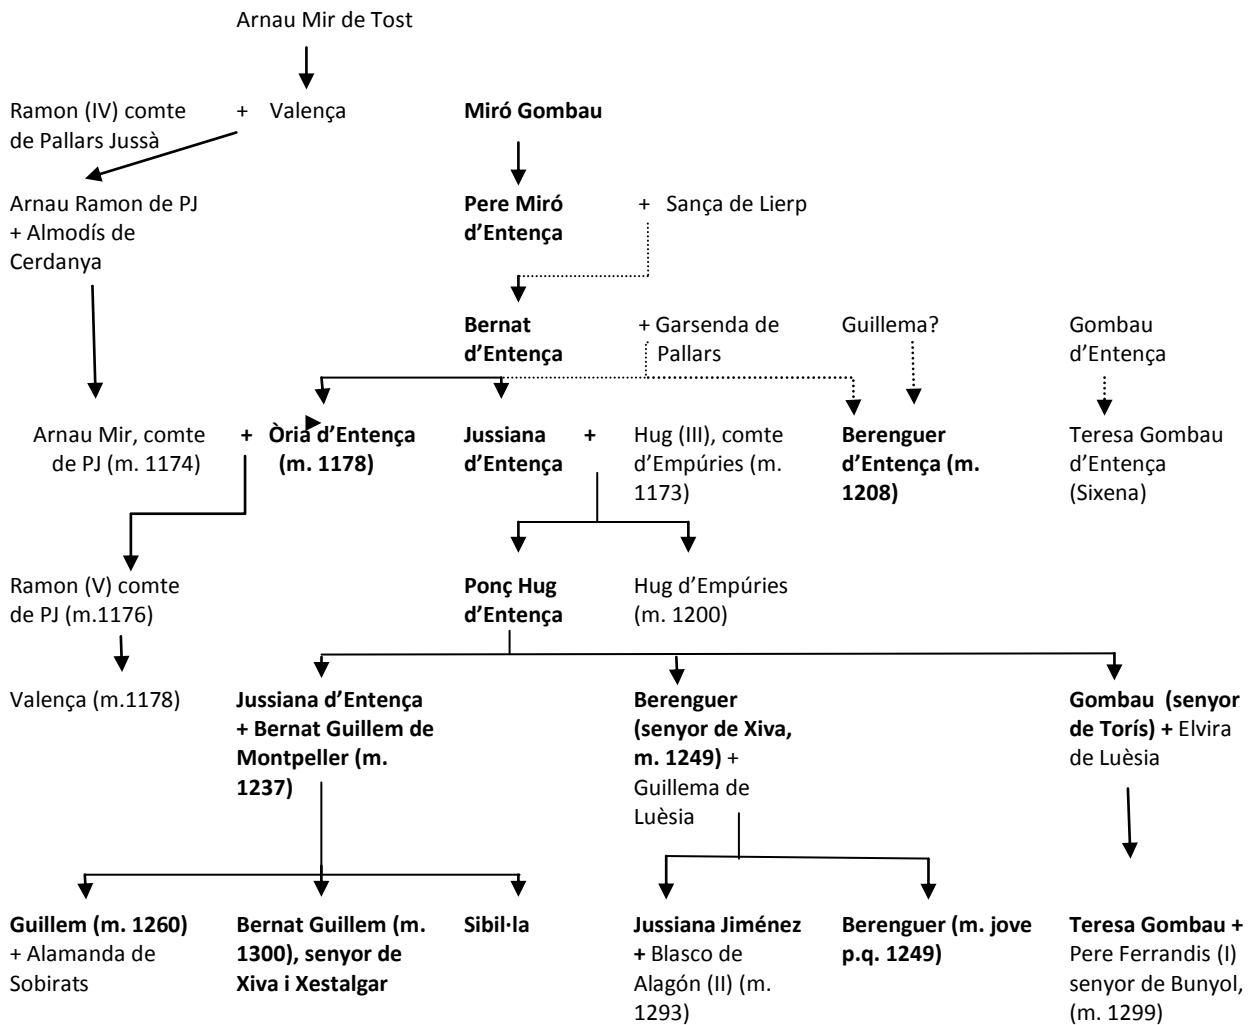 Arnau Mir de Tost
Ramon (IV) comte
de Pallars Jussà
+ Valença
Miró Gombau
Arnau Ramon de PJ
+ Almodís de
Cerdanya
Pere Miró
d’Entença
+ Sança de Lierp
Bernat
d’Entença
+ Garsenda de
Pallars
Guillema?
Gombau
d’Entença
Arnau Mir, comte
de PJ (m. 1174)
+ Òria d’Entença
(m. 1178)
Jussiana
d’Entença
+
Hug (III), comte
d’Empúries (m.
1173)
Berenguer
d’Entença (m.
1208)
Teresa Gombau
d’Entença
(Sixena)
Ramon (V) comte
de PJ (m.1176)
Ponç Hug
d’Entença
Hug d’Empúries
(m. 1200)
Valença (m.1178)
Jussiana d’Entença
+ Bernat Guillem de
Montpeller (m.
1237)
Berenguer
(senyor de Xiva,
m. 1249) +
Guillema de
Luèsia
Gombau (senyor
de Torís) + Elvira
de Luèsia
Guillem (m. 1260)
+ Alamanda de
Sobirats
Bernat Guillem (m.
1300), senyor de
Xiva i Xestalgar
Sibil·la
Jussiana Jiménez
+ Blasco de
Alagón (II) (m.
1293)
Berenguer (m. jove
p.q. 1249)
Teresa Gombau +
Pere Ferrandis (I)
senyor de Bunyol,
(m. 1299)